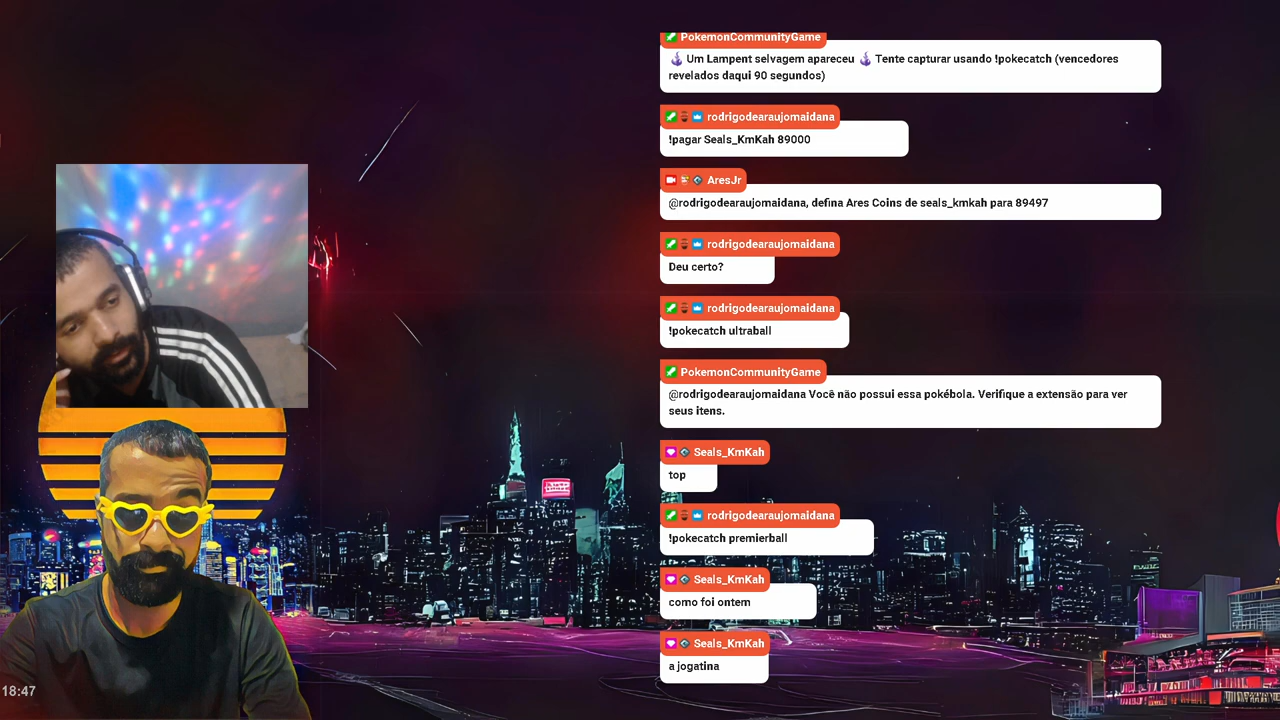 PokemonCommunityGame
Um Lampent selvagem apareceu Tente capturar usando !pokecatch (vencedores
revelados daqui 90 segundos)
rodrigodearaujomaidana
!pagar Seals_KmKah 89000
AresJr
@rodrigodearaujomaidana, defina Ares Coins de seals_kmkah para 89497
rodrigodearaujomaidana
Deu certo?
rodrigodearaujomaidana
!pokecatch ultraball
PokemonCommunityGame
@rodrigodearaujomaidana Você não possui essa pokébola. Verifique a extensão para ver
seus itens.
Seals_KmKah
top
rodrigodearaujomaidana
!pokecatch premierball
Seals_KmKah
como foi ontem
Seals_KmKah
a jogatina
18:47